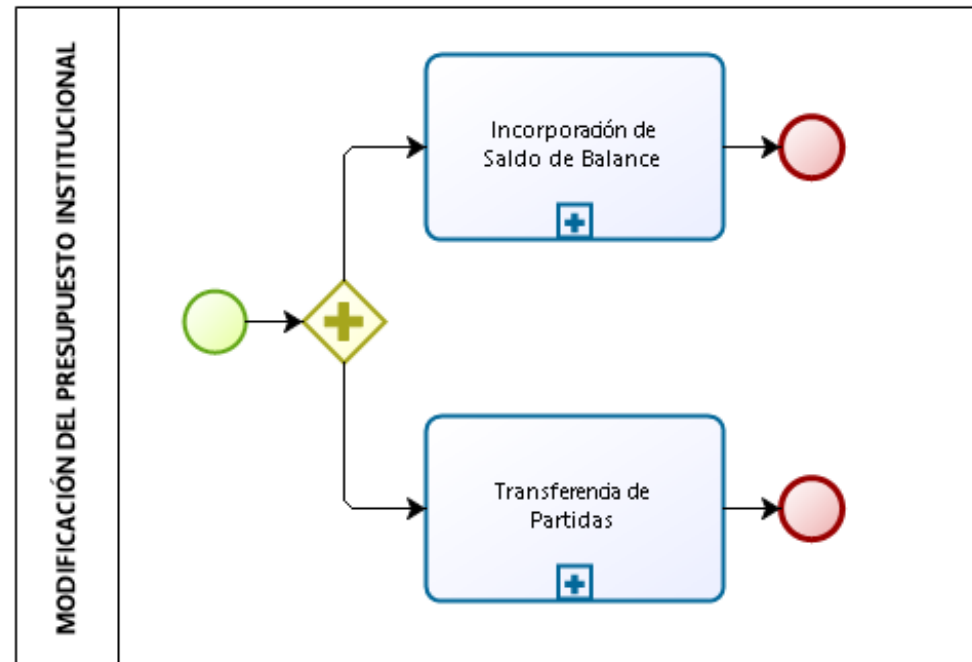 MODIFICACIÓN DEL PRESUPUESTO INSTITUCIONAL
Incorporación de
Saldo de Balance
Transferencia de
Partidas